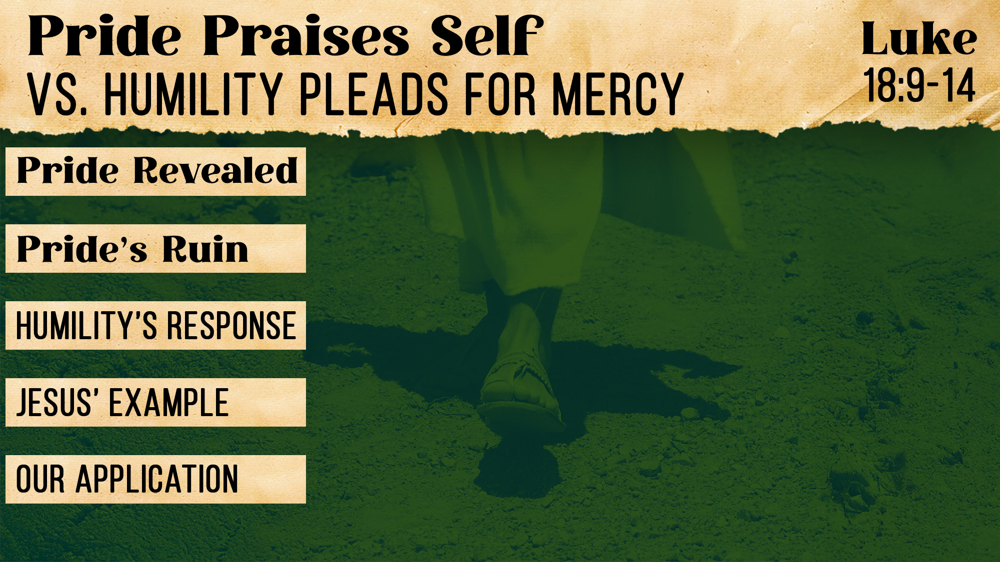 Pride Praises Self
VS. HUMILITY PLEADS FOR MERCY
Luke
18:9-14
Pride Revealed
Pride's Ruin
HUMILITY'S RESPONSE
JESUS' EXAMPLE
OUR APPLICATION